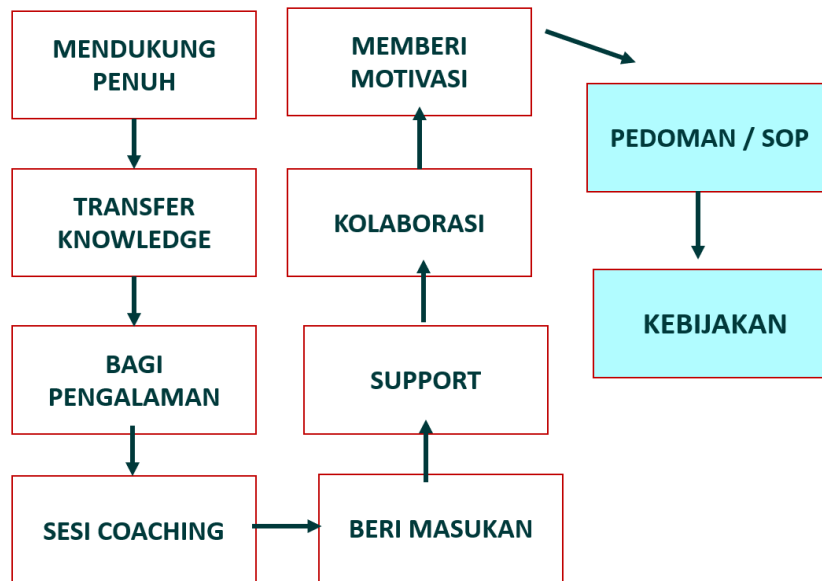 MENDUKUNG
PENUH
TRANSFER
KNOWLEDGE
BAGI
PENGALAMAN
SESI COACHING
BERI MASUKAN
SUPPORT
KOLABORASI
MEMBERI
MOTIVASI
PEDOMAN / SOP
KEBIJAKAN